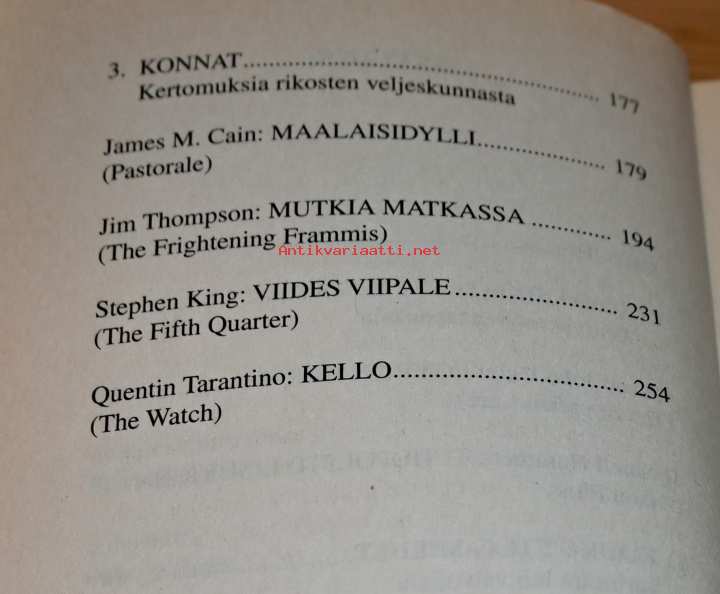 3. KONNAT.................................................. 177
Kertomuksia rikosten veljeskunnasta
James M. Cain: MAALAISIDYLLI.................... 179
(Pastorale)
Jim Thompson: MUTKIA MATKASSA ............ 194
(The Frightening Frammis)
Antikvariaatti.net
Stephen King: VIIDES VIIPALE........................ 231
(The Fifth Quarter)
Quentin Tarantino: KELLO.................................. 254
(The Watch)